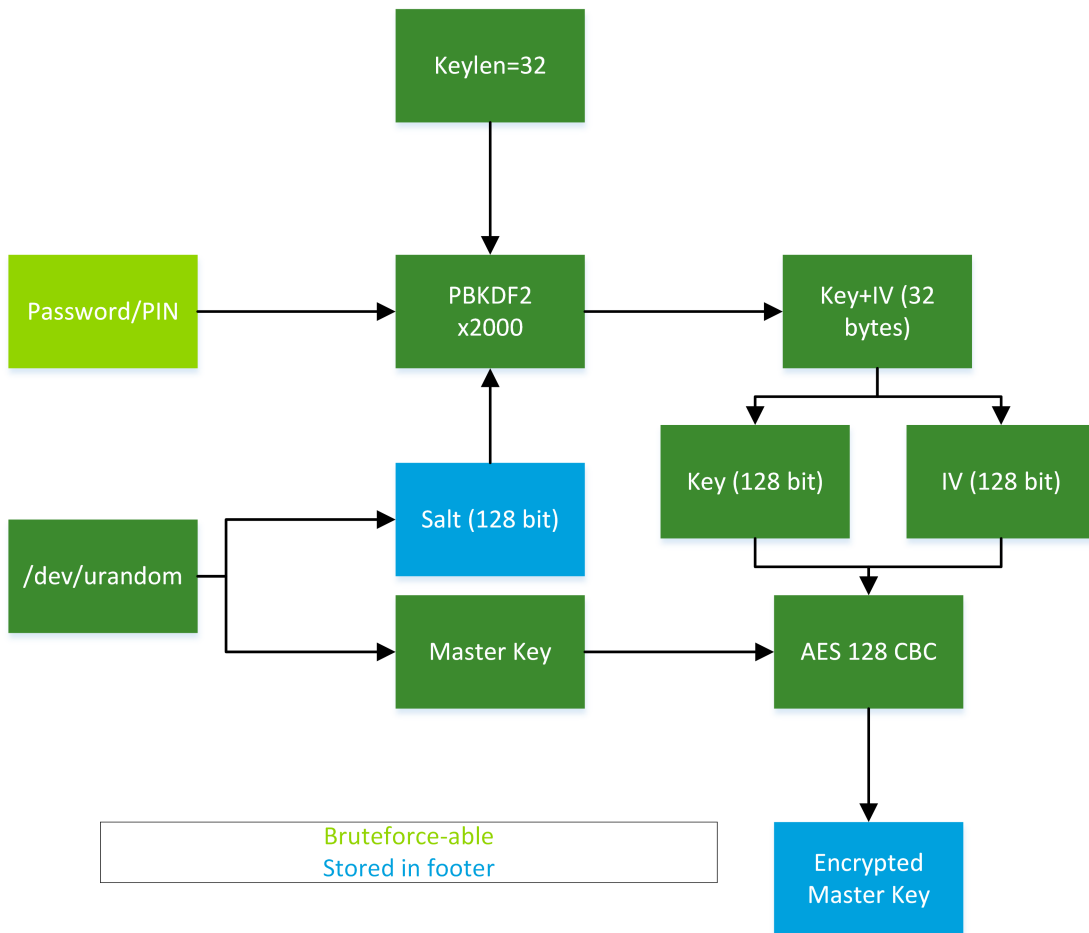 Keylen=32
Password/PIN
PBKDF2
x2000
Key+IV (32
bytes)
Key (128 bit)
IV (128 bit)
Salt (128 bit)
/dev/urandom
Master Key
AES 128 CBC
Bruteforce-able
Stored in footer
Encrypted
Master Key